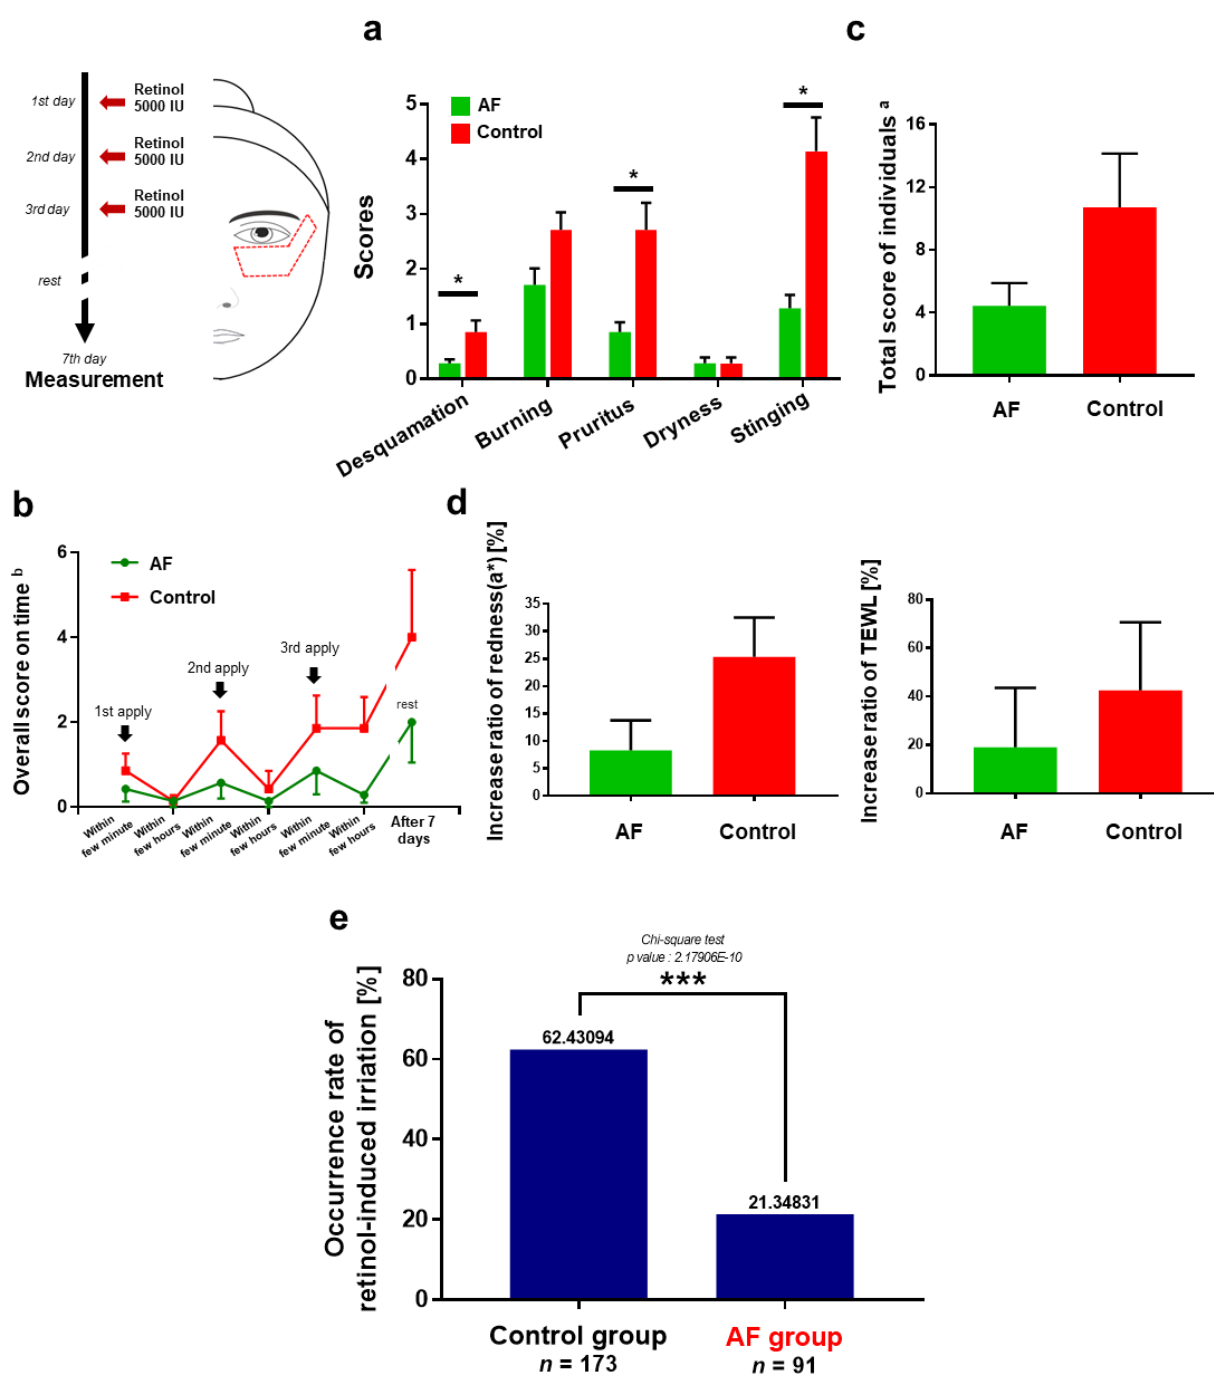 1st day
Retinol
5000 IU
2nd day
Retinol
5000 IU
3rd day
Retinol
5000 IU
rest
7th day
Measurement
a
AF
Control
Scores
5
4
3
2
1
0
*
*
*
Desquamation
Burning
Pruritus
Dryness
Stinging
c
Total score of individuals a
16
12
8
4
0
AF
Control
b
Overall score on time b
6
4
2
0
AF
Control
1st apply
2nd apply
3rd apply
rest
Within
few minute
Within
few hours
Within
few minute
Within
few hours
Within
few minute
Within
few hours
After 7
days
d
Increase ratio of redness(a*) [%]
35
30
25
20
15
10
5
0
AF
Control
Increase ratio of TEWL [%]
80
60
40
20
0
AF
Control
e
Chi-square test
p value : 2.17906E-10
***
Occurrence rate of
retinol-induced irriation [%]
80
60
40
20
0
62.43094
21.34831
Control group
n = 173
AF group
n = 91